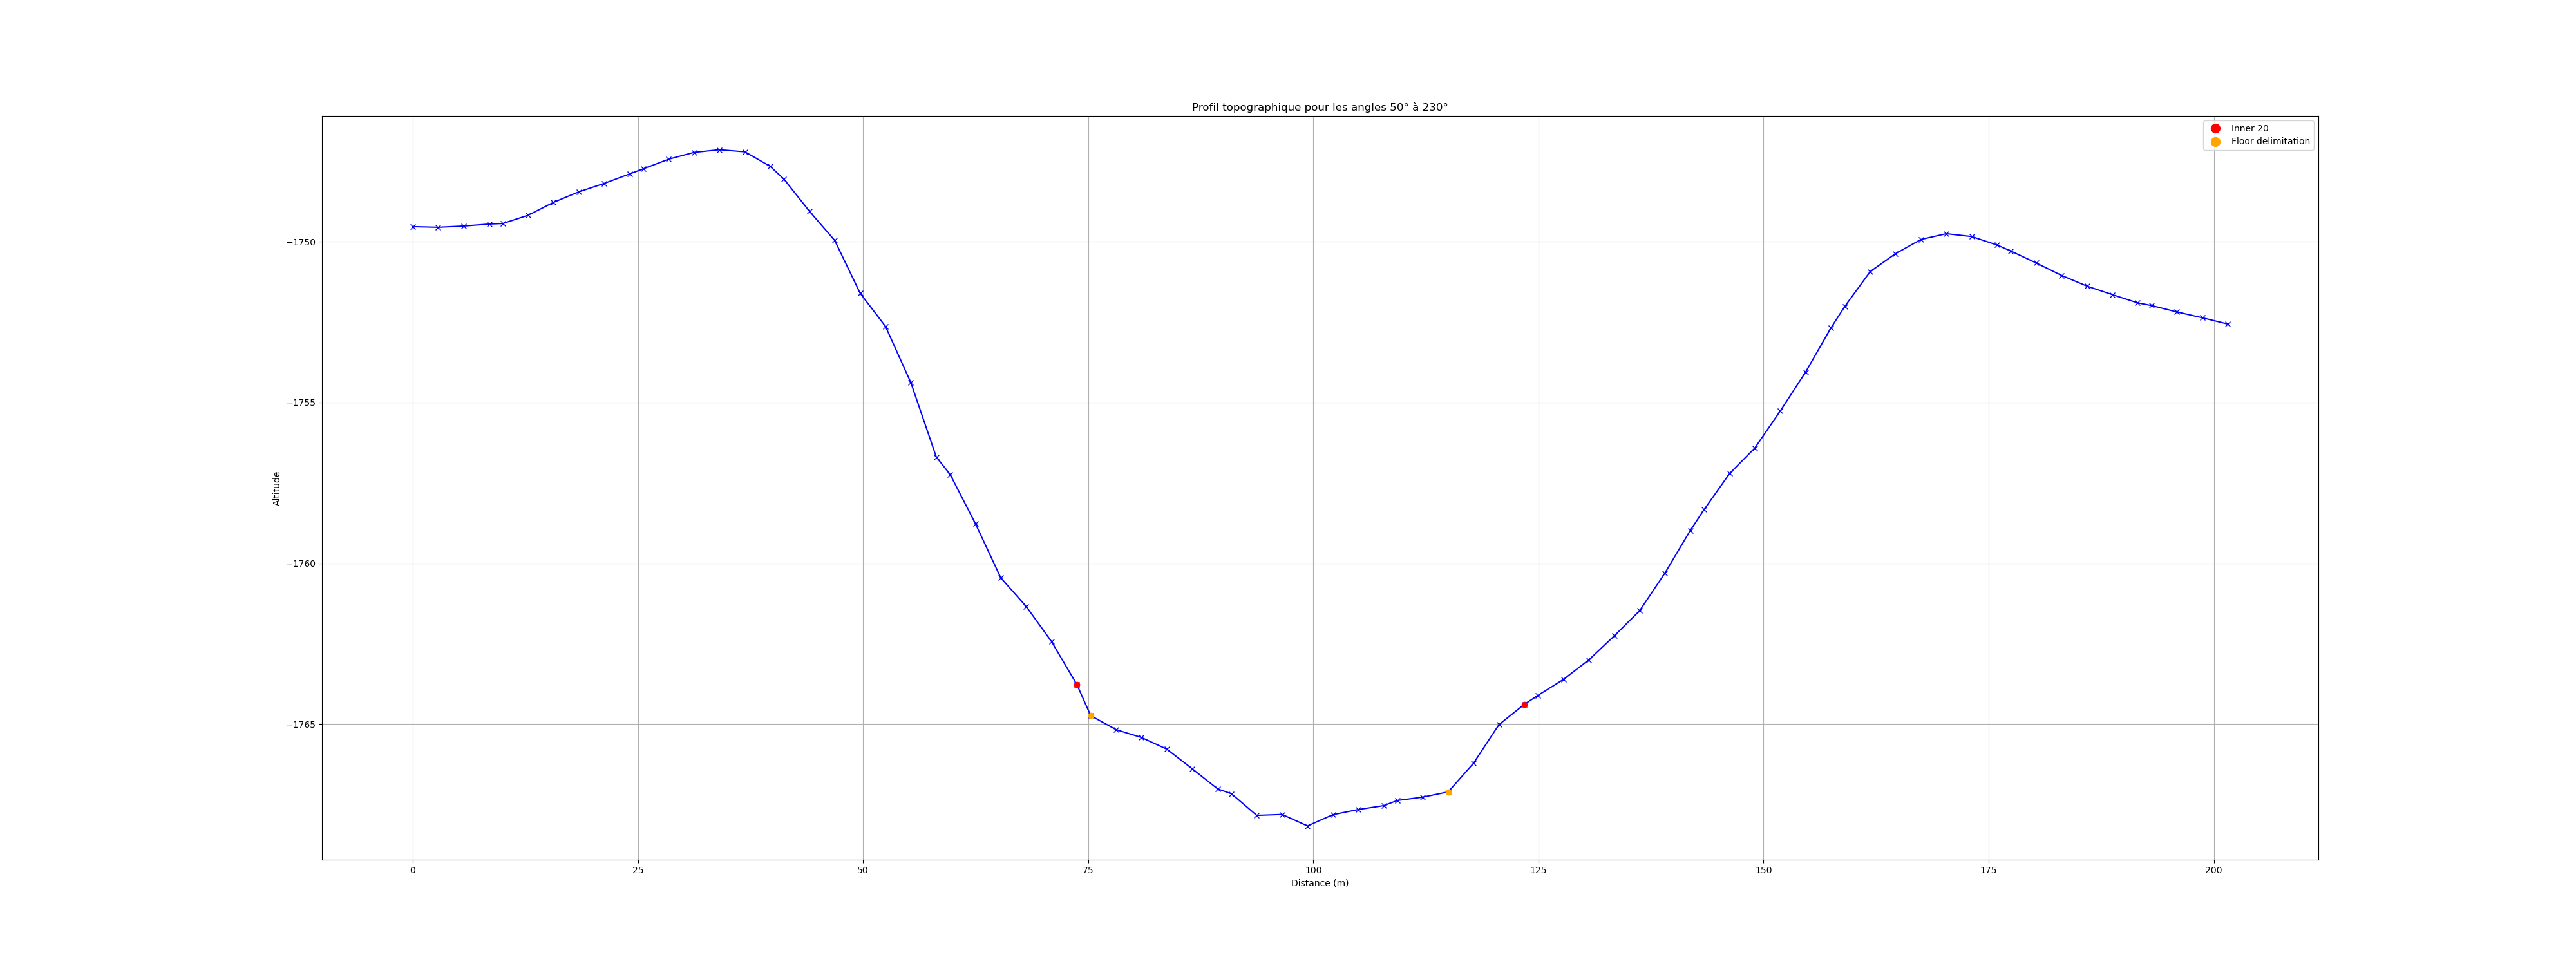 Profil topographique pour les angles 50° à 230°
Inner 20
Floor delimitation
−1750
−1755
−1760
−1765
Altitude
0 25 50 75 100 125 150 175 200
Distance (m)